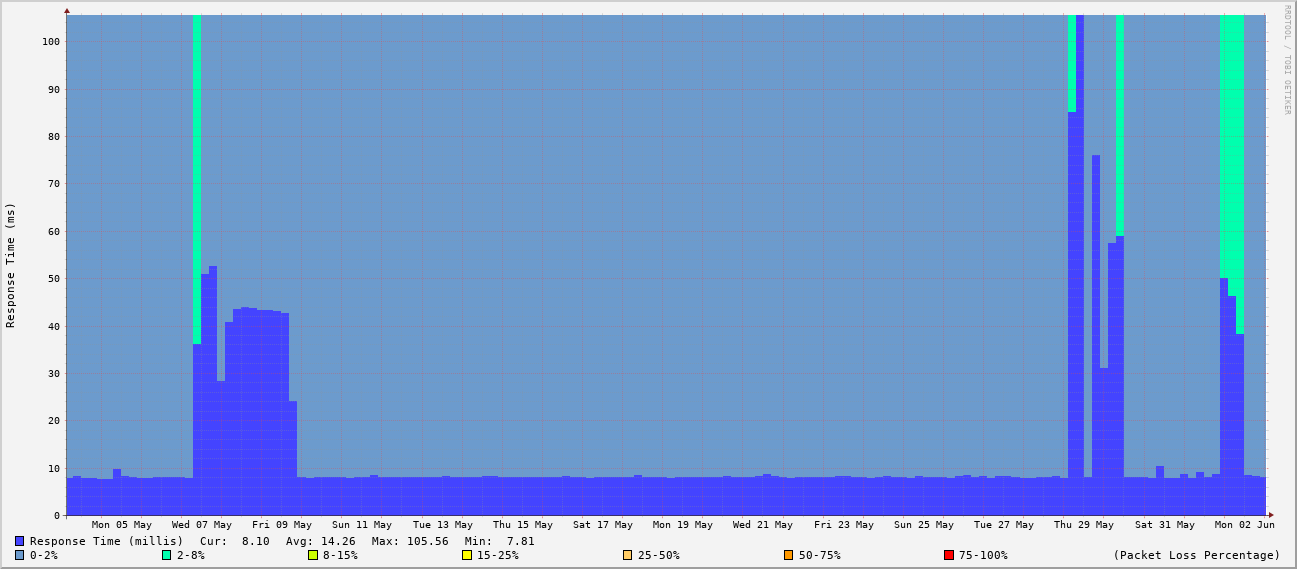 RRDTOOL / TOBI OETIKER
Response Time (ms)
100
90
80
70
60
50
40
30
20
10
0
Mon 05 May Wed 07 May Fri 09 May Sun 11 May Tue 13 May Thu 15 May Sat 17 May Mon 19 May Wed 21 May Fri 23 May Sun 25 May Tue 27 May Thu 29 May Sat 31 May Mon 02 Jun
Response Time (millis) Cur: 8.10 Avg: 14.26 Max: 105.56 Min: 7.81
0-2% 2-8% 8-15% 15-25% 25-50% 50-75% 75-100% (Packet Loss Percentage)